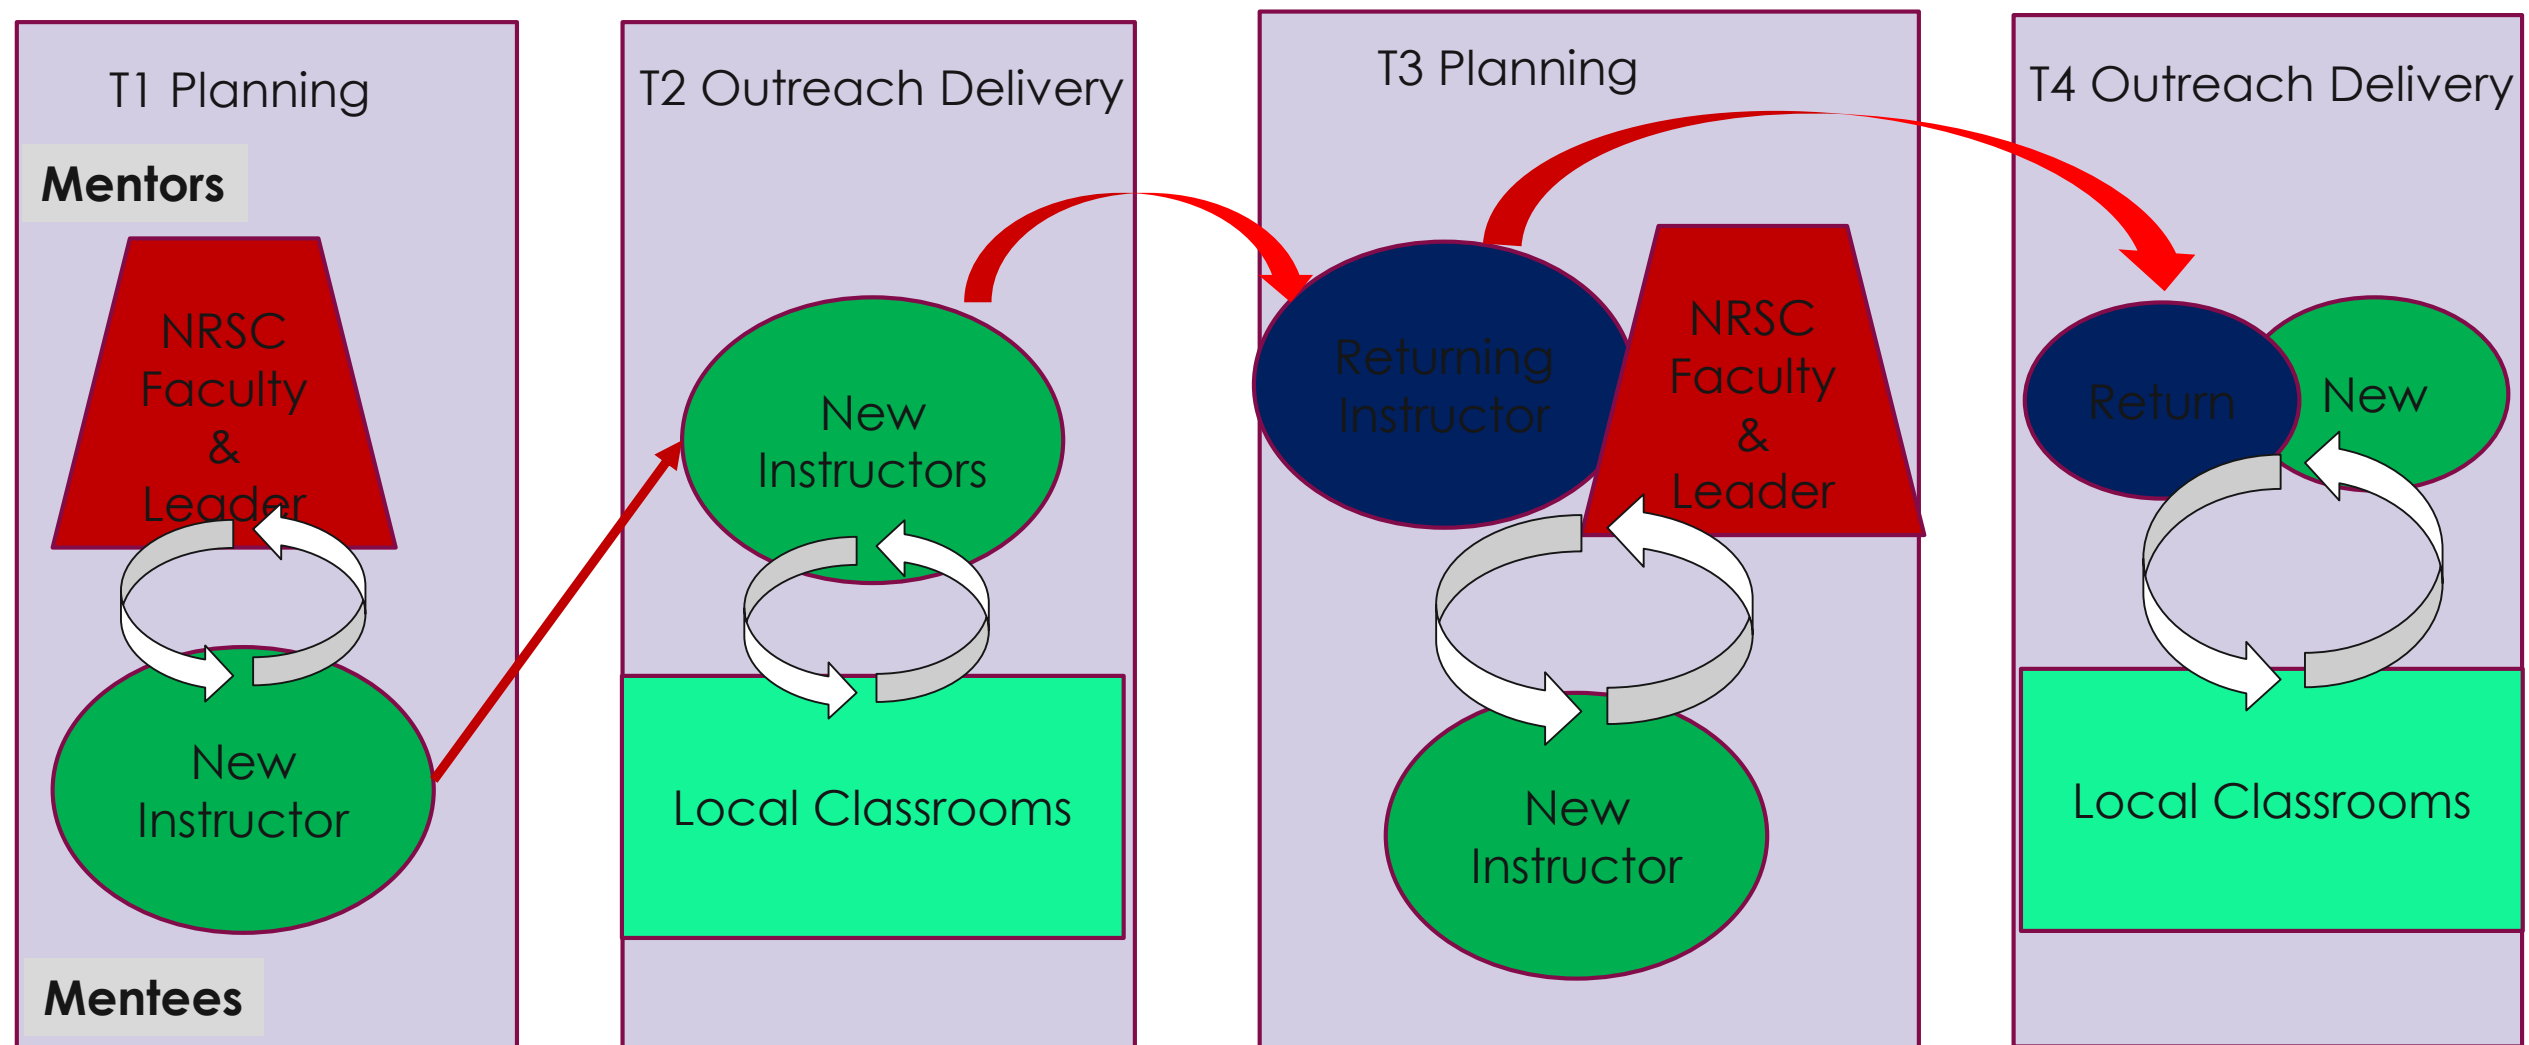 T1 Planning
Mentors
NRSC
Faculty
&
Leader
New
Instructor
Mentees
T2 Outreach Delivery
New
Instructors
Local Classrooms
T3 Planning
Returning
Instructor
NRSC
Faculty
&
Leader
New
Instructor
T4 Outreach Delivery
Return
New
Local Classrooms